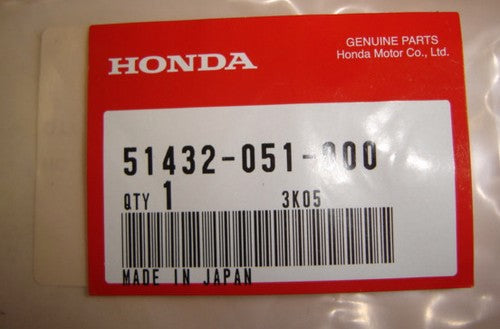 HONDA
GENUINE PARTS
Honda Motor Co., Ltd.
51432-051-000
QTY 1 3K05
MADE IN JAPAN